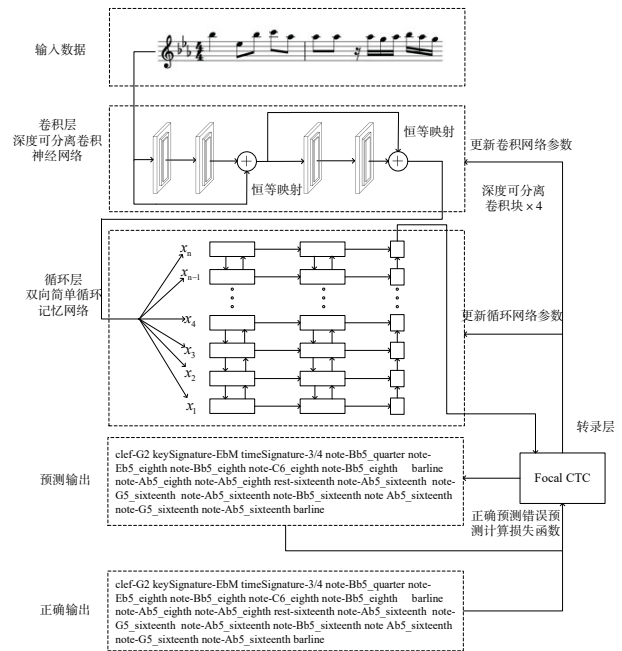 输入数据
卷积层
深度可分离卷积
神经网络
恒等映射
恒等映射
更新卷积网络参数
深度可分离
卷积块×4
循环层
双向简单循环
记忆网络
xn
xn−1
x4
x3
x2
x1
更新循环网络参数
转录层
Focal CTC
预测输出
clef-G2 keySignature-EbM timeSignature-3/4 note-Bb5_quarter note-
Eb5_eighth note-Bb5_eighth note-C6_eighth note-Bb5_eighth barline
note-Ab5_eighth note-Ab5_eighth rest-sixteenth note-Ab5_sixteenth note-
G5_sixteenth note-Ab5_sixteenth note-Bb5_sixteenth note Ab5_sixteenth
note-G5_sixteenth note-Ab5_sixteenth barline
正确预测错误预
测计算损失函数
正确输出
clef-G2 keySignature-EbM timeSignature-3/4 note-Bb5_quarter note-
Eb5_eighth note-Bb5_eighth note-C6_eighth note-Bb5_eighth barline
note-Ab5_eighth note-Ab5_eighth rest-sixteenth note-Ab5_sixteenth note-
G5_sixteenth note-Ab5_sixteenth note-Bb5_sixteenth note Ab5_sixteenth
note-G5_sixteenth note-Ab5_sixteenth barline